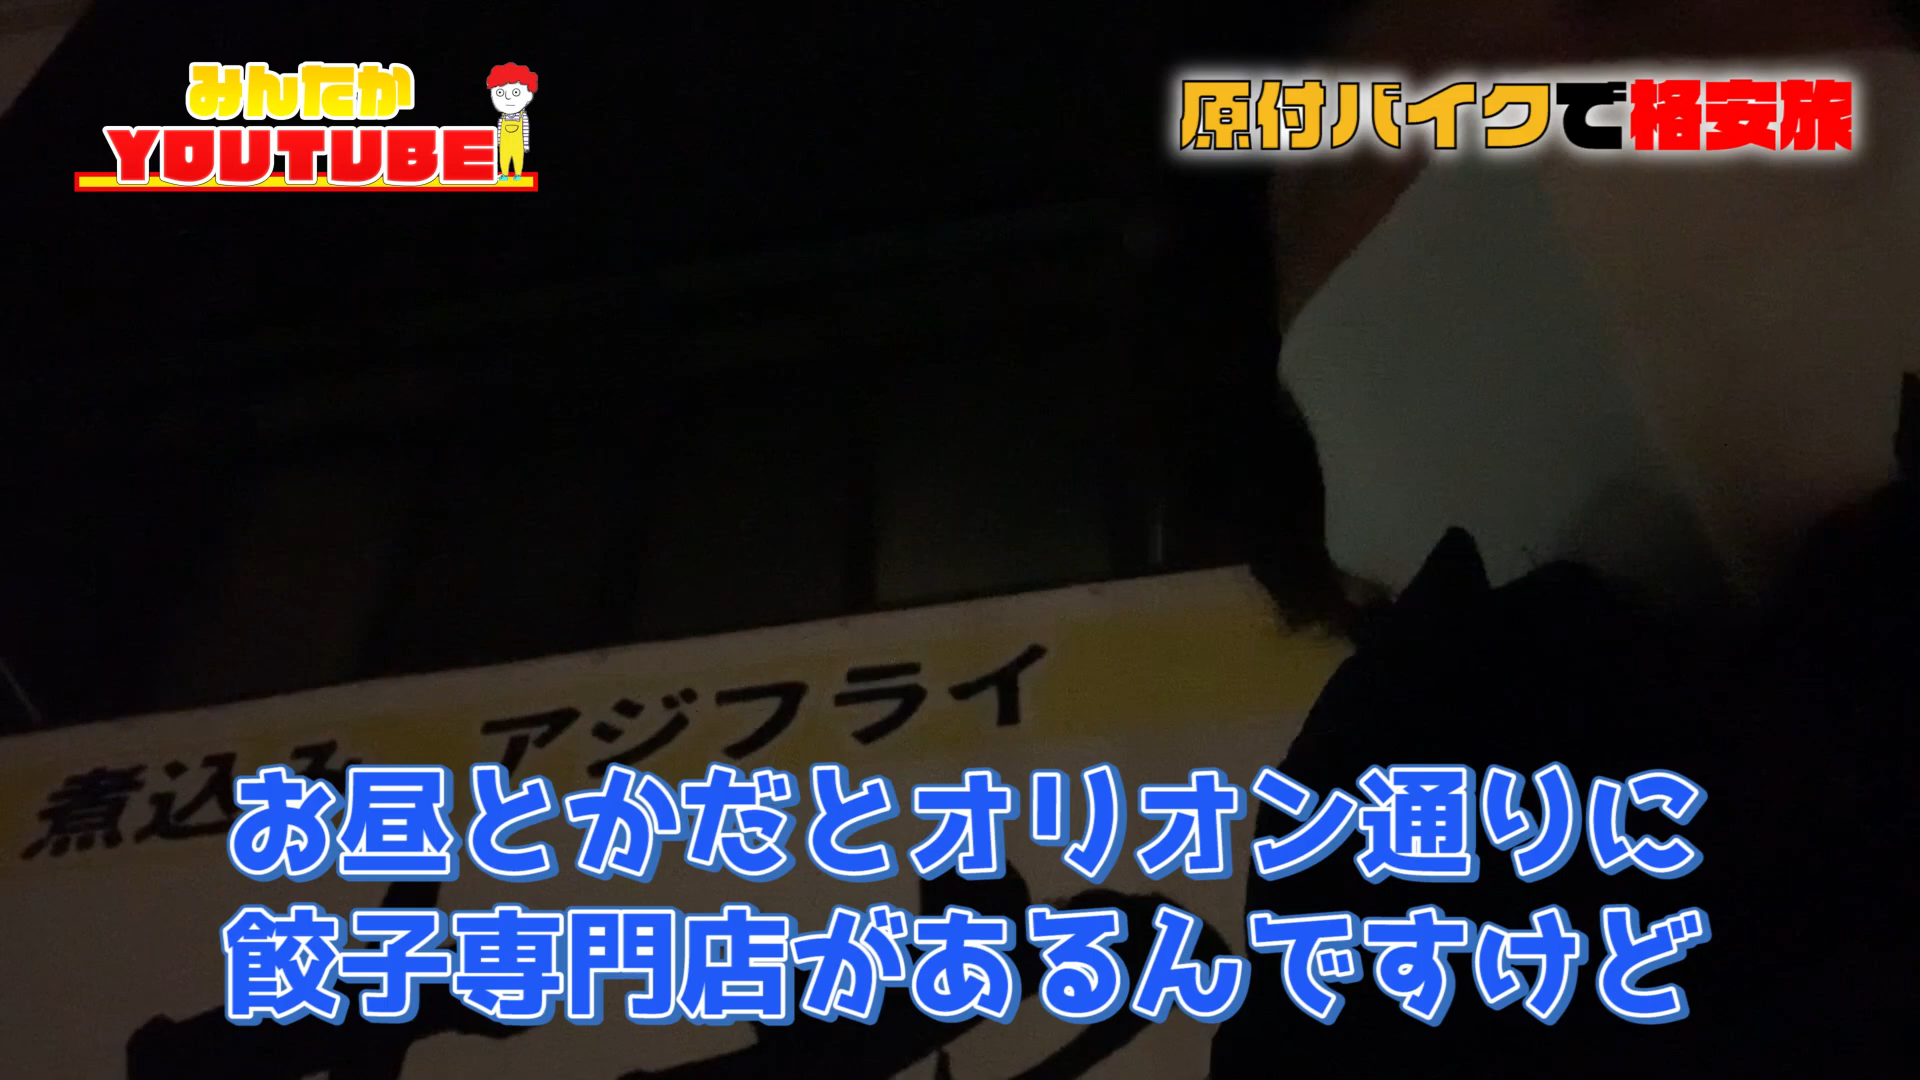 みんたか
YOUTUBE
原付バイクで格安旅
煮込み アジフライ
お昼とかだとオリオン通りに
餃子専門店があるんですけど